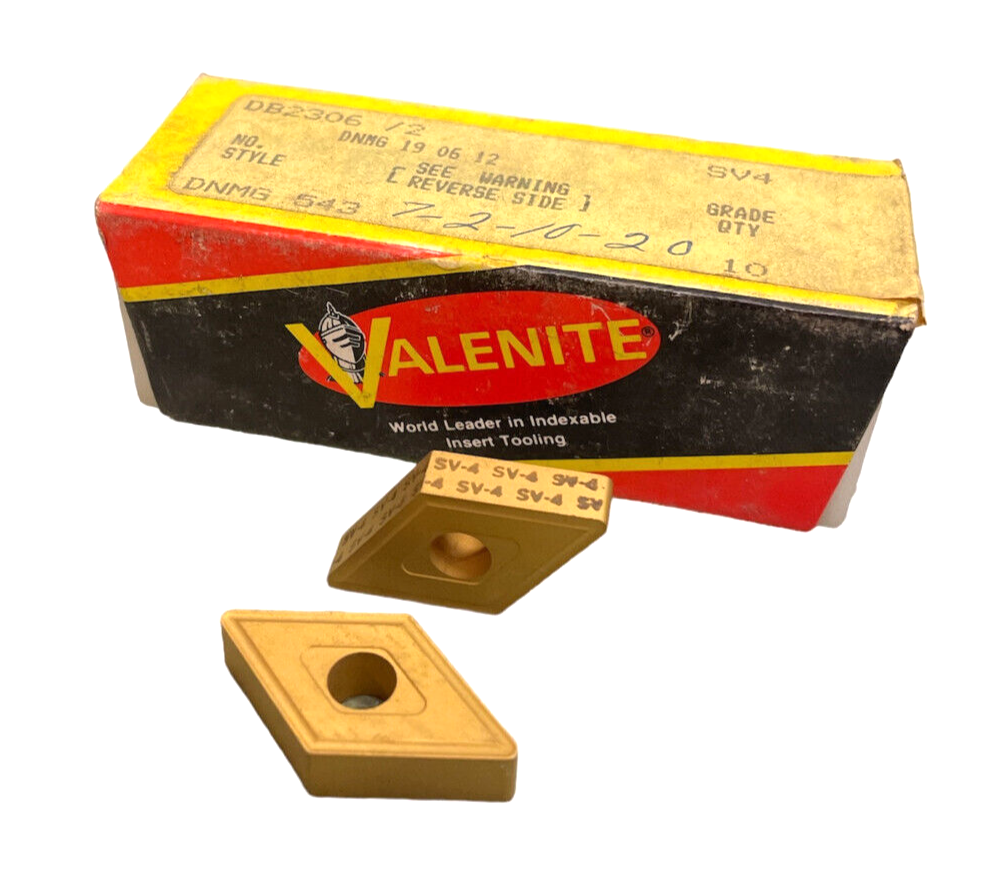 DB2306 /2
DNMG 19 06 12
SV4
NO.
STYLE
[ SEE WARNING
REVERSE SIDE ]
GRADE
QTY
DNMG 543
7-2-10-20
10
VALENITE®
World Leader in Indexable
Insert Tooling
SV-4 SV-4 SV-4
-4 SV-4 SV-4 SV